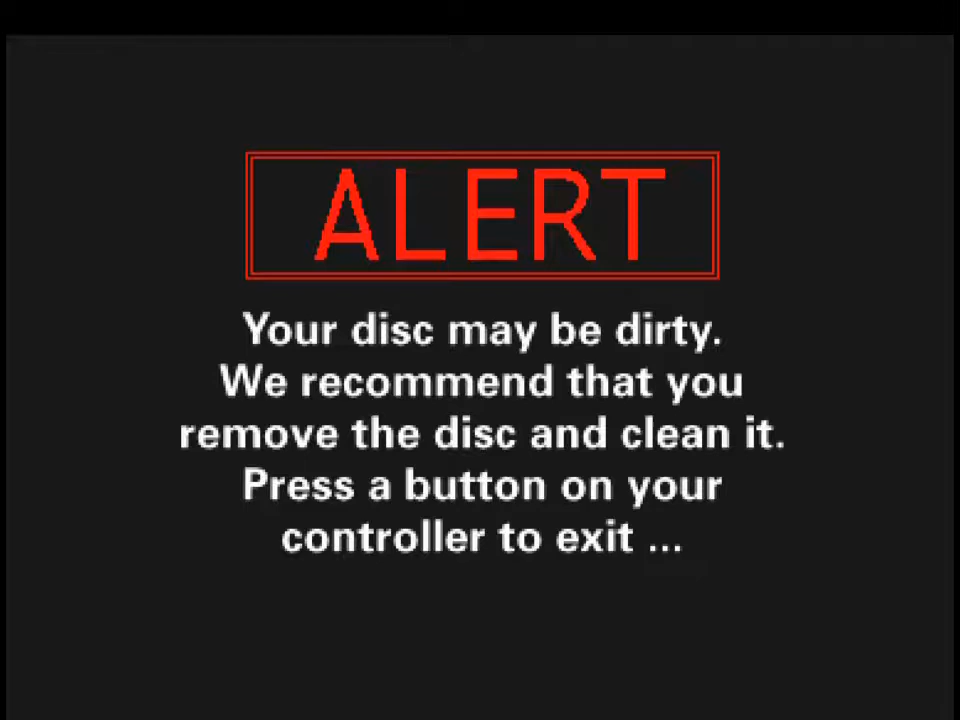 ALERT
Your disc may be dirty.
We recommend that you
remove the disc and clean it.
Press a button on your
controller to exit ...